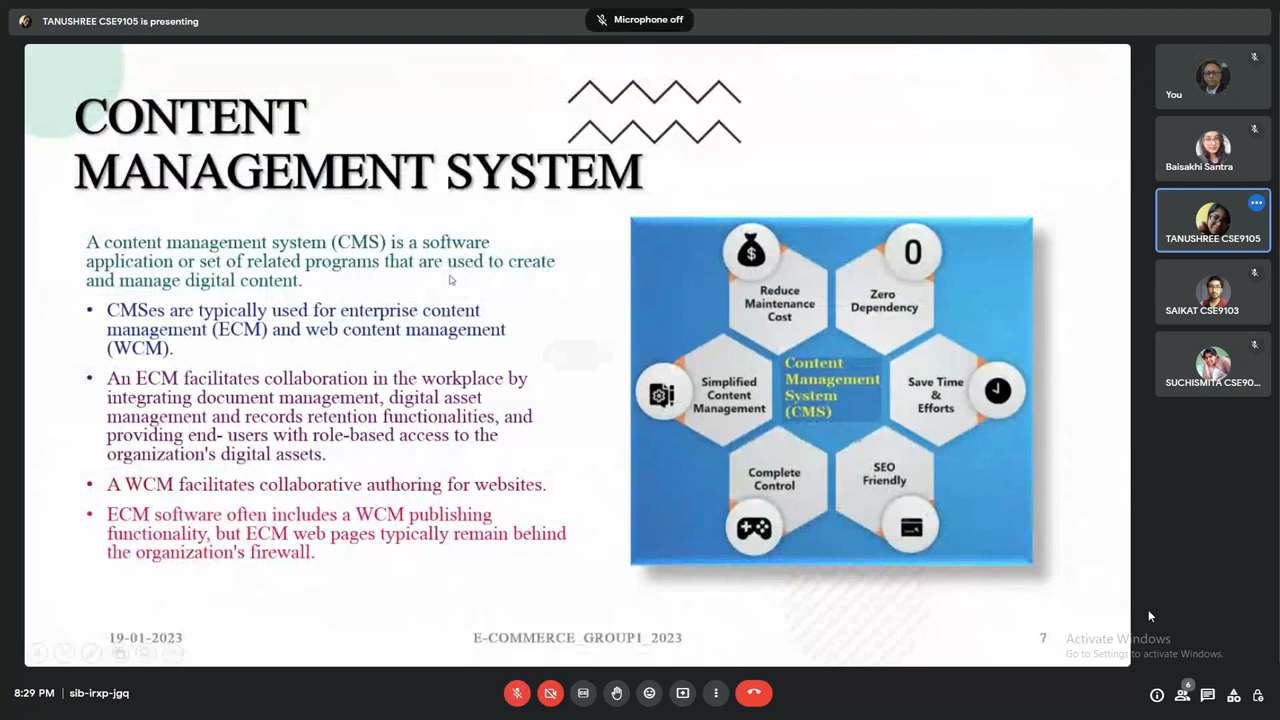 TANUSHREE CSE9105 is presenting
Microphone off
CONTENT
MANAGEMENT SYSTEM
A content management system (CMS) is a software
application or set of related programs that are used to create
and manage digital content.
• CMSes are typically used for enterprise content
management (ECM) and web content management
(WCM).
• An ECM facilitates collaboration in the workplace by
integrating document management, digital asset
management and records retention functionalities, and
providing end- users with role-based access to the
organization's digital assets.
• A WCM facilitates collaborative authoring for websites.
• ECM software often includes a WCM publishing
functionality, but ECM web pages typically remain behind
the organization's firewall.
Reduce
Maintenance
Cost
0
Zero
Dependency
Simplified
Content
Management
Content
Management
System
(CMS)
Save Time
&
Efforts
Complete
Control
SEO
Friendly
19-01-2023
E-COMMERCE_GROUP1_2023
7
You
Baisakhi Santra
TANUSHREE CSE9105
SAIKAT CSE9103
SUCHISMITA CSE90...
Activate Windows
Go to Settings to activate Windows.
8:29 PM | sib-irxp-jgq
6